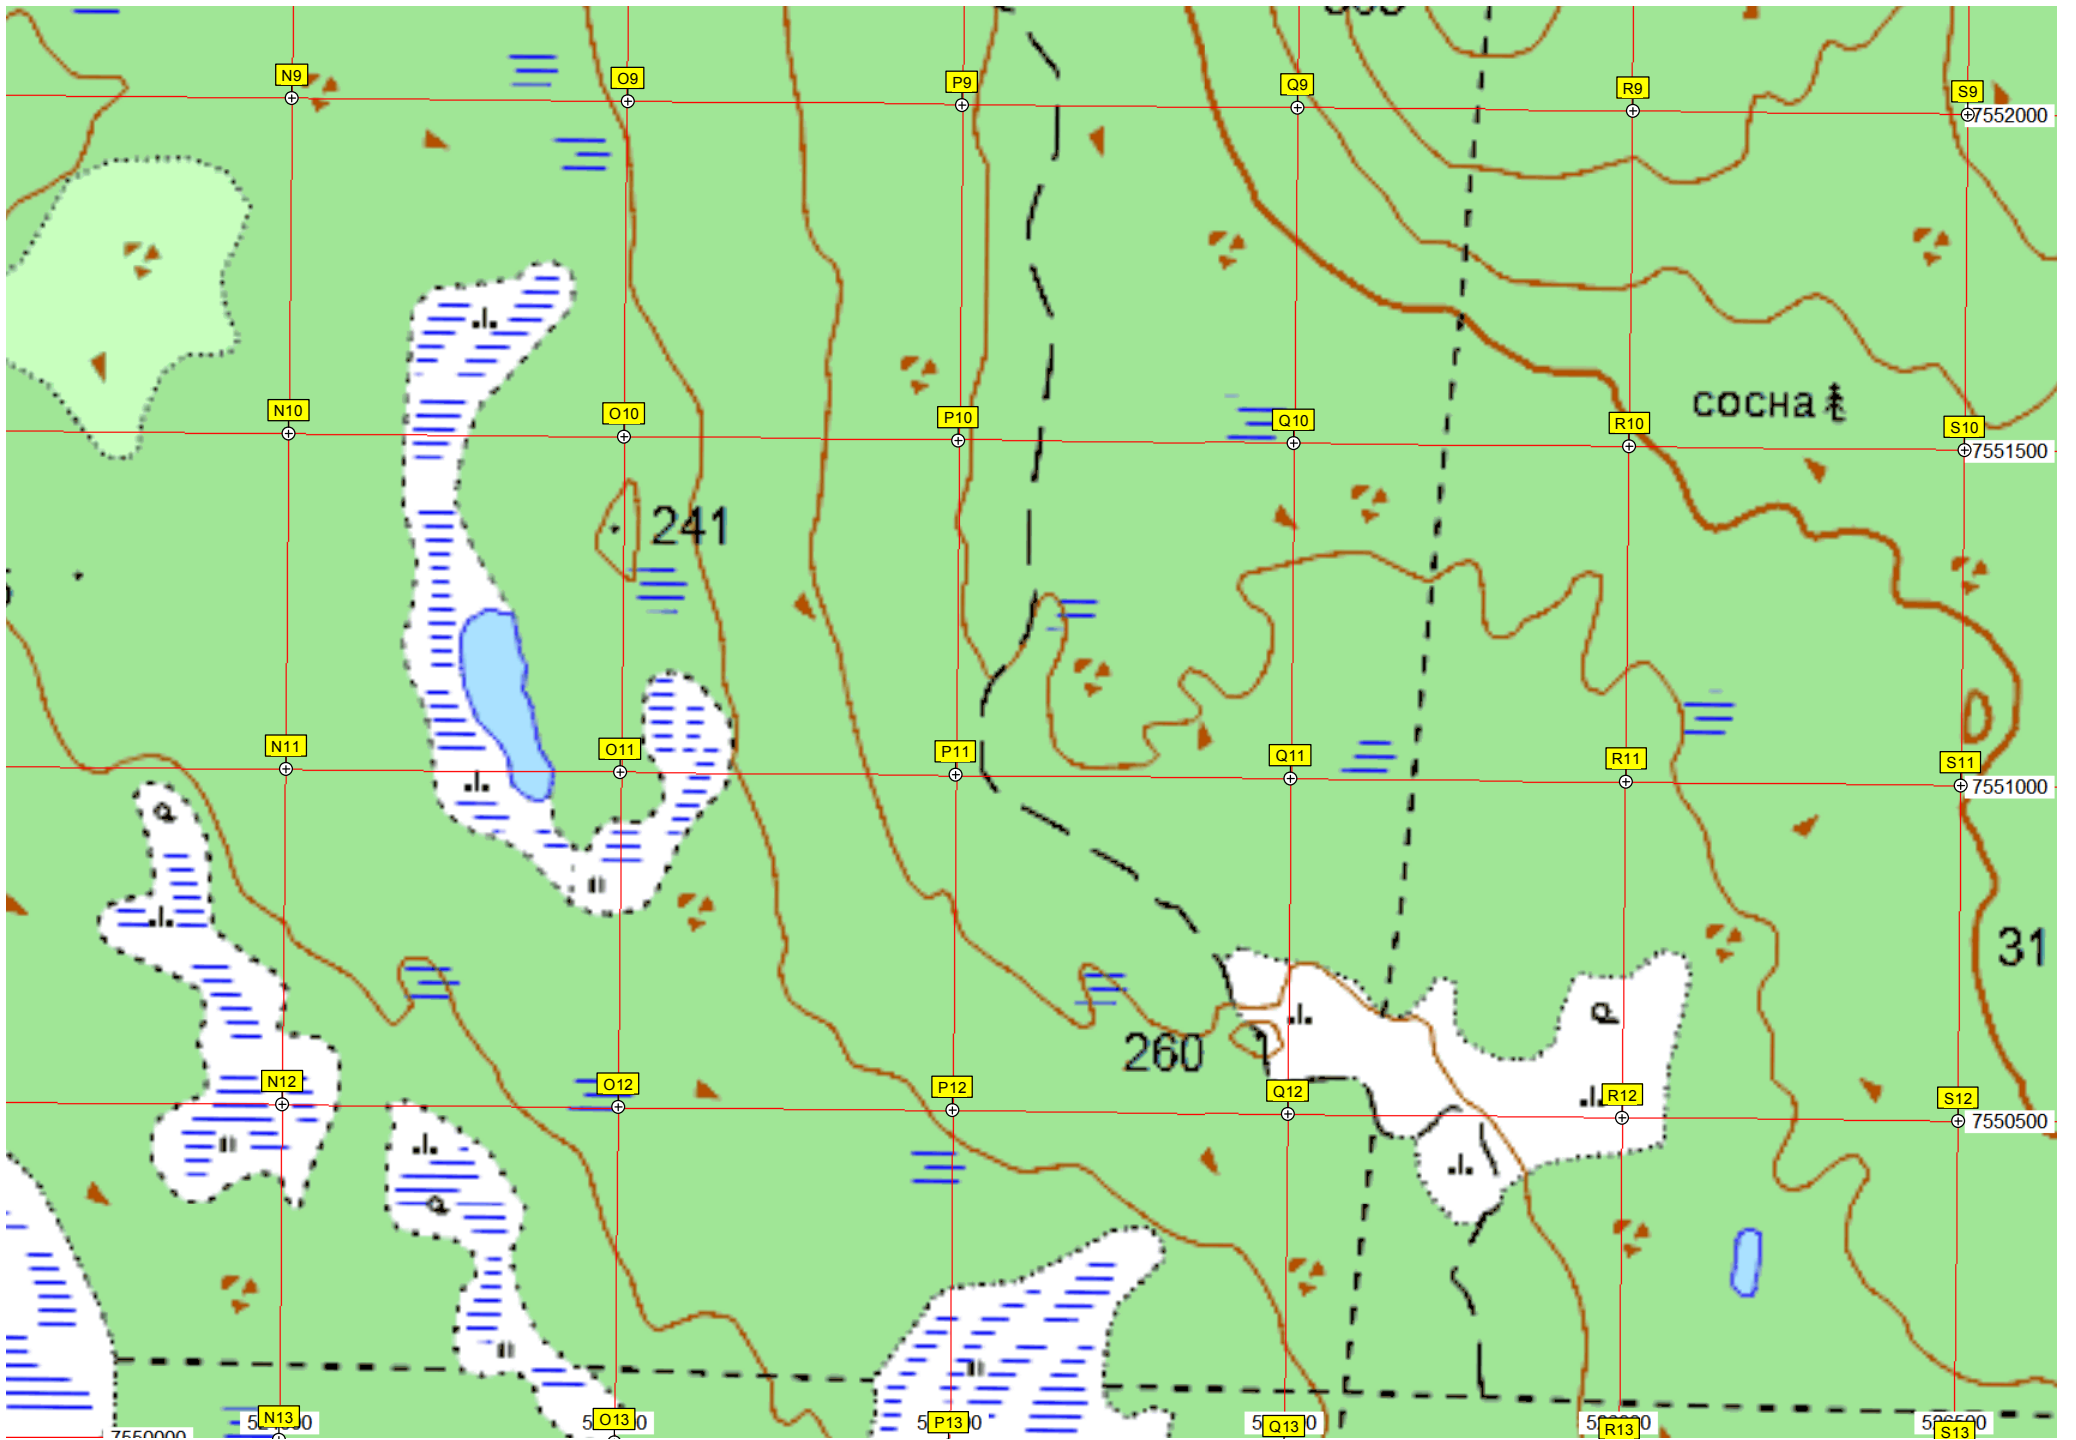 N9
O9
P9
Q9
R9
S9
7552000
N10
O10
P10
Q10
R10
S10
сосна
7551500
241
N11
O11
P11
Q11
R11
S11
7551000
31
260
N12
O12
P12
Q12
R12
S12
7550500
N13
O13
P13
Q13
R13
S13
7550000